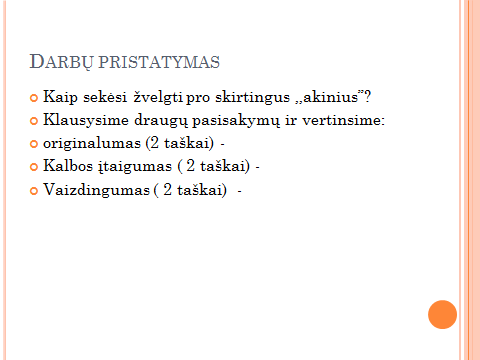 DARBŲ PRISTATYMAS
Kaip sekėsi žvelgti pro skirtingus ,,akinius”?
Klausysime draugų pasisakymų ir vertinsime:
originalumas (2 taškai) -
Kalbos įtaigumas ( 2 taškai) -
Vaizdingumas ( 2 taškai)  -